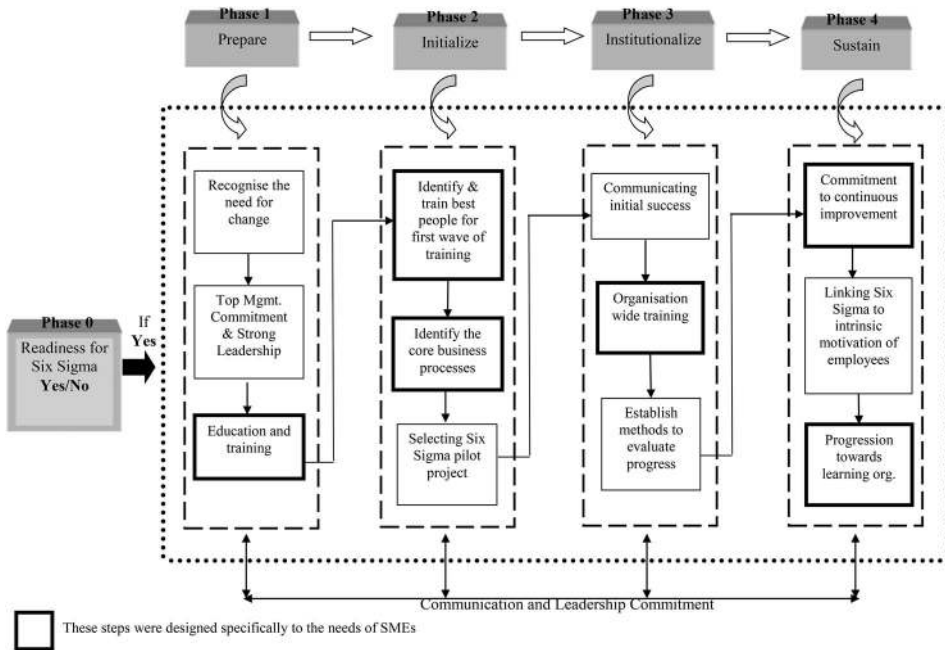 Phase 1
Prepare
Phase 2
Initialize
Phase 3
Institutionalize
Phase 4
Sustain
Phase 0
Readiness for
Six Sigma
Yes/No
If
Yes
Recognise the
need for
change
Top Mgmt.
Commitment
& Strong
Leadership
Education and
training
Identify &
train best
people for
first wave of
training
Identify the
core business
processes
Selecting Six
Sigma pilot
project
Communicating
initial success
Organisation
wide training
Establish
methods to
evaluate
progress
Commitment
to continuous
improvement
Linking Six
Sigma to
intrinsic
motivation of
employees
Progression
towards
learning org.
Communication and Leadership Commitment
These steps were designed specifically to the needs of SMEs